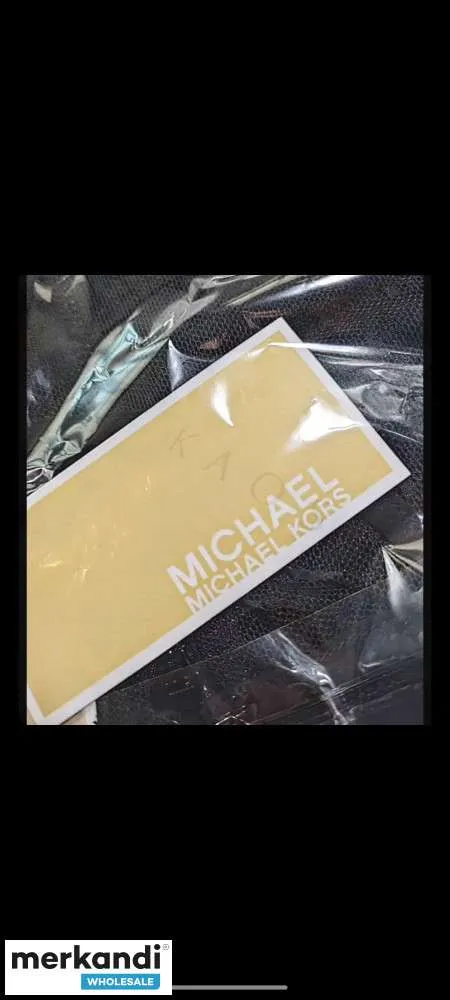 K A O
MICHAEL
MICHAEL KORS
merkandi®
WHOLESALE